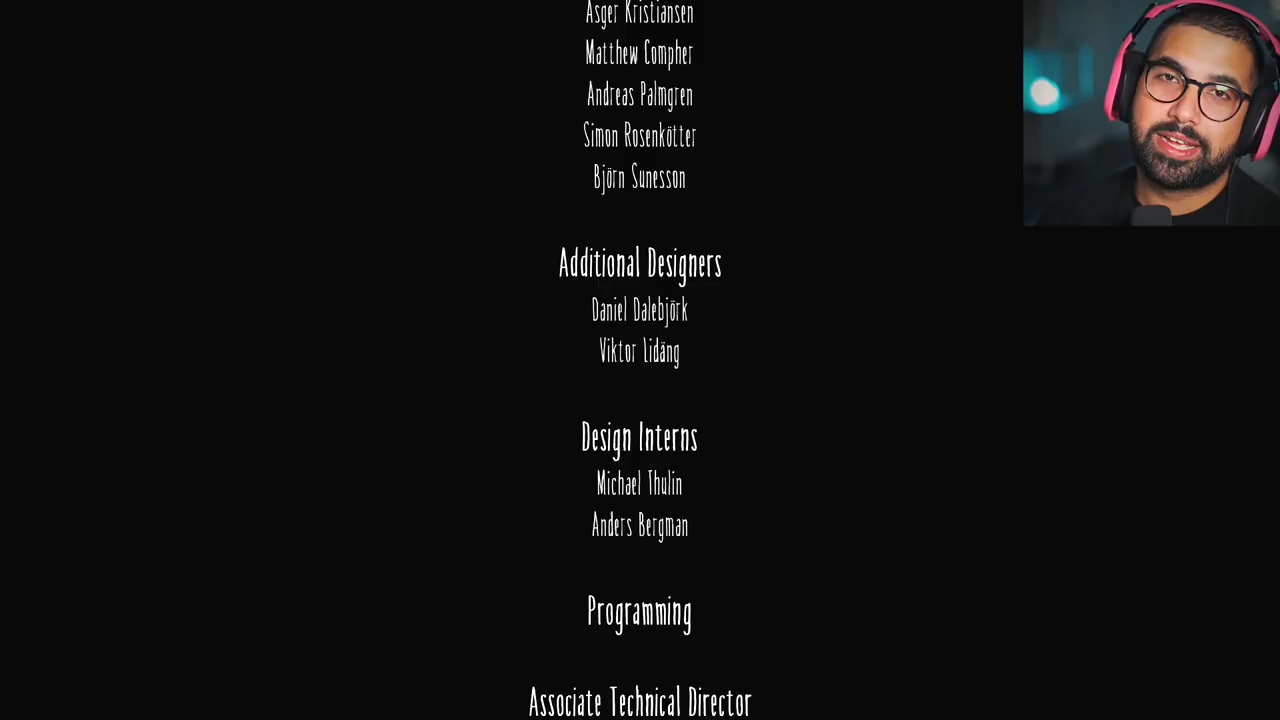 Asger Kristiansen
Matthew Compher
Andreas Palmgren
Simon Rosenkötter
Björn Sunesson
Additional Designers
Daniel Dalebjörk
Viktor Lidäng
Design Interns
Michael Thulin
Anders Bergman
Programming
Associate Technical Director